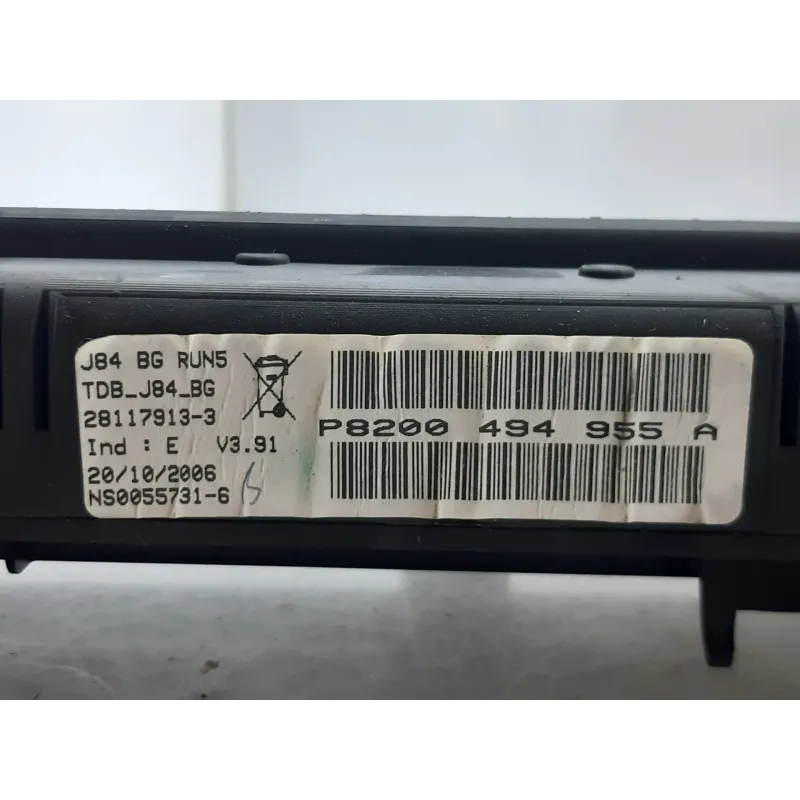 J84 BG RUN5
TDB_J84_BG
28117913-3
Ind : E V3.91
20/10/2006
NS0055731-6
P8200 494 955 A